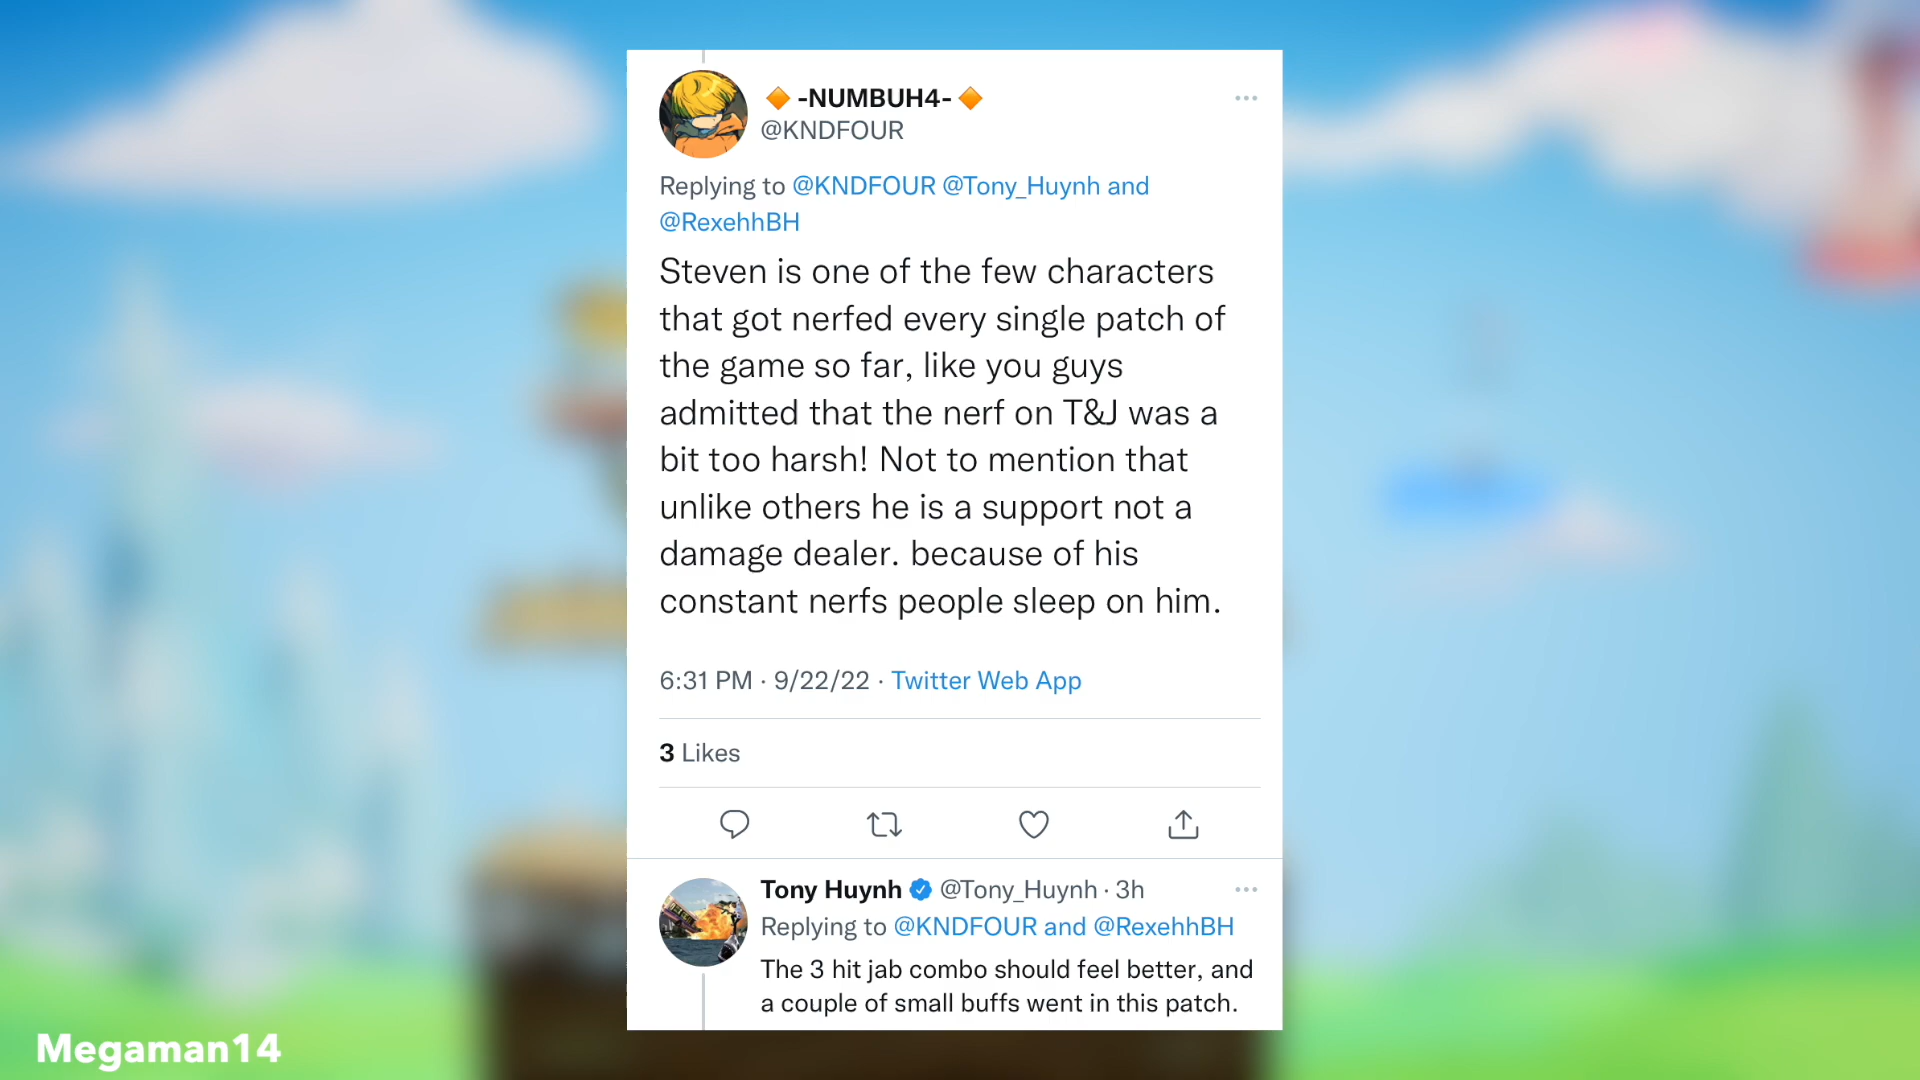 🔶 -NUMBUH4- 🔶
@KNDFOUR
Replying to @KNDFOUR @Tony_Huynh and
@RexehhBH
Steven is one of the few characters
that got nerfed every single patch of
the game so far, like you guys
admitted that the nerf on T&J was a
bit too harsh! Not to mention that
unlike others he is a support not a
damage dealer. because of his
constant nerfs people sleep on him.
6:31 PM · 9/22/22 · Twitter Web App
3 Likes
Tony Huynh @Tony_Huynh · 3h
Replying to @KNDFOUR and @RexehhBH
The 3 hit jab combo should feel better, and
a couple of small buffs went in this patch.
Megaman14